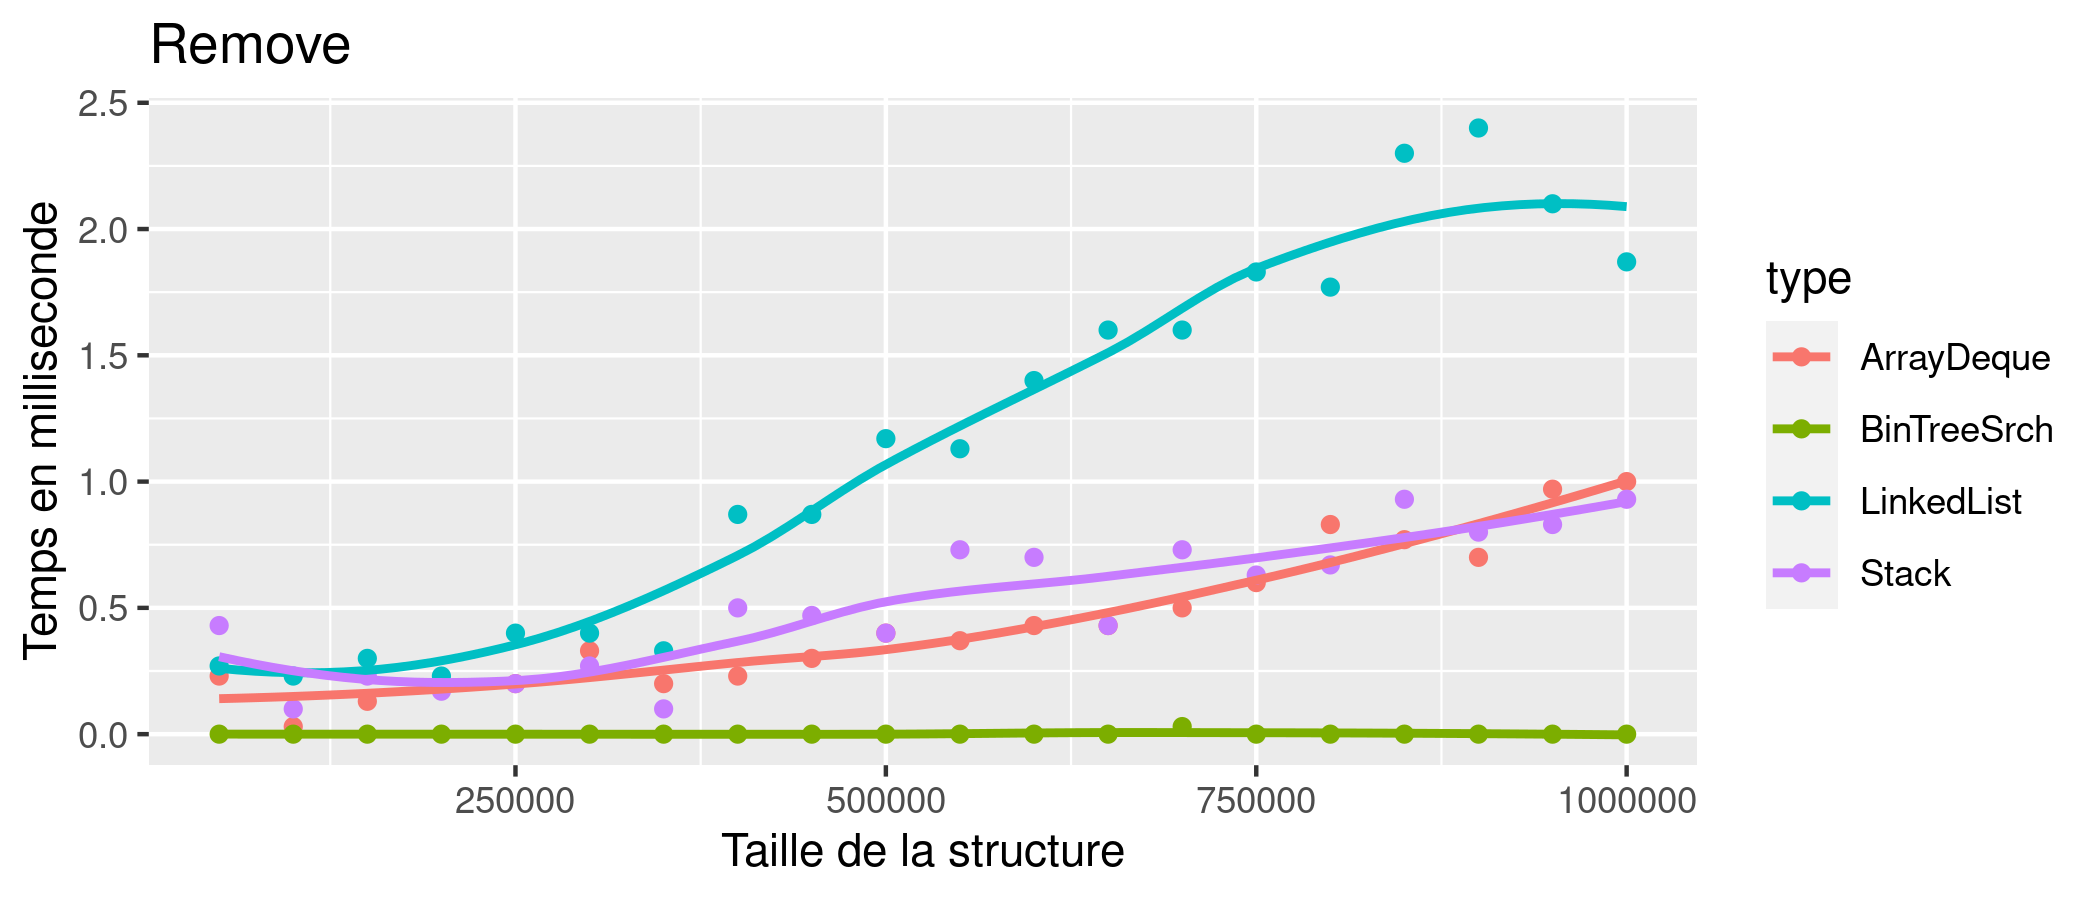 Remove
2.5
2.0
1.5
1.0
0.5
0.0
Temps en milliseconde
250000 500000 750000 1000000
Taille de la structure
type
ArrayDeque
BinTreeSrch
LinkedList
Stack